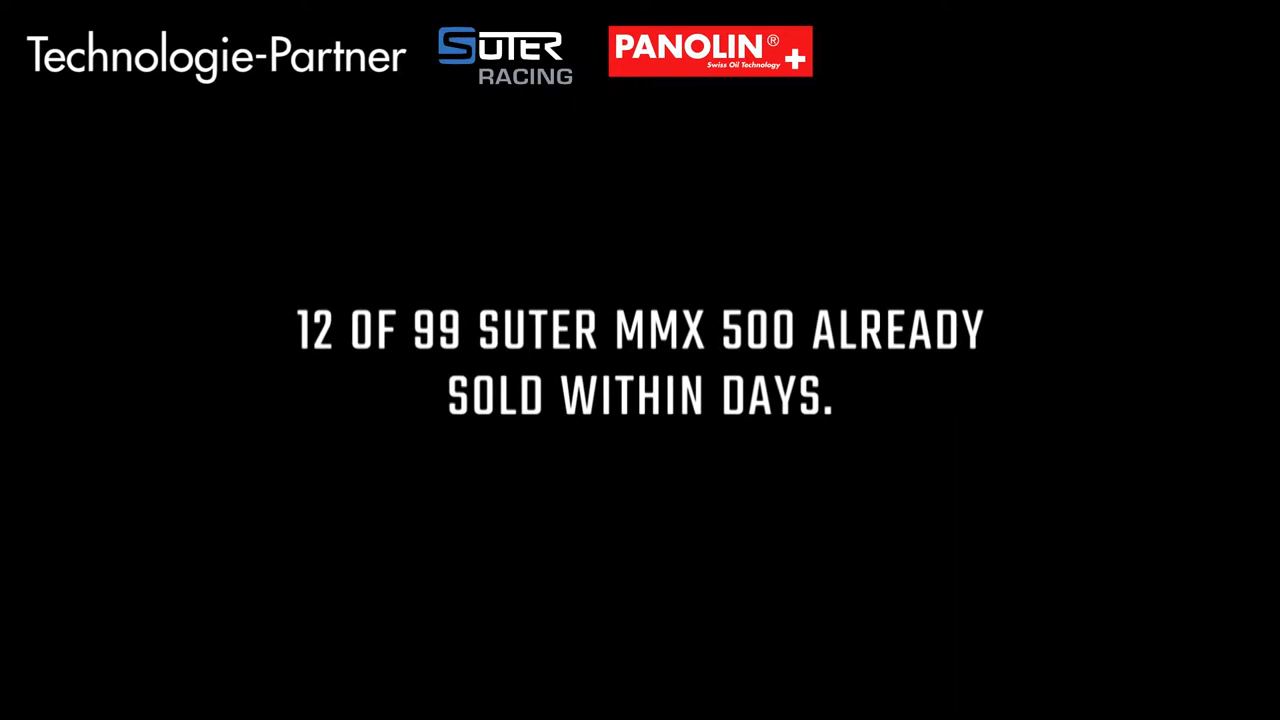 Technologie-Partner
SUTER
RACING
PANOLIN®
Swiss Oil Technology
12 OF 99 SUTER MMX 500 ALREADY
SOLD WITHIN DAYS.